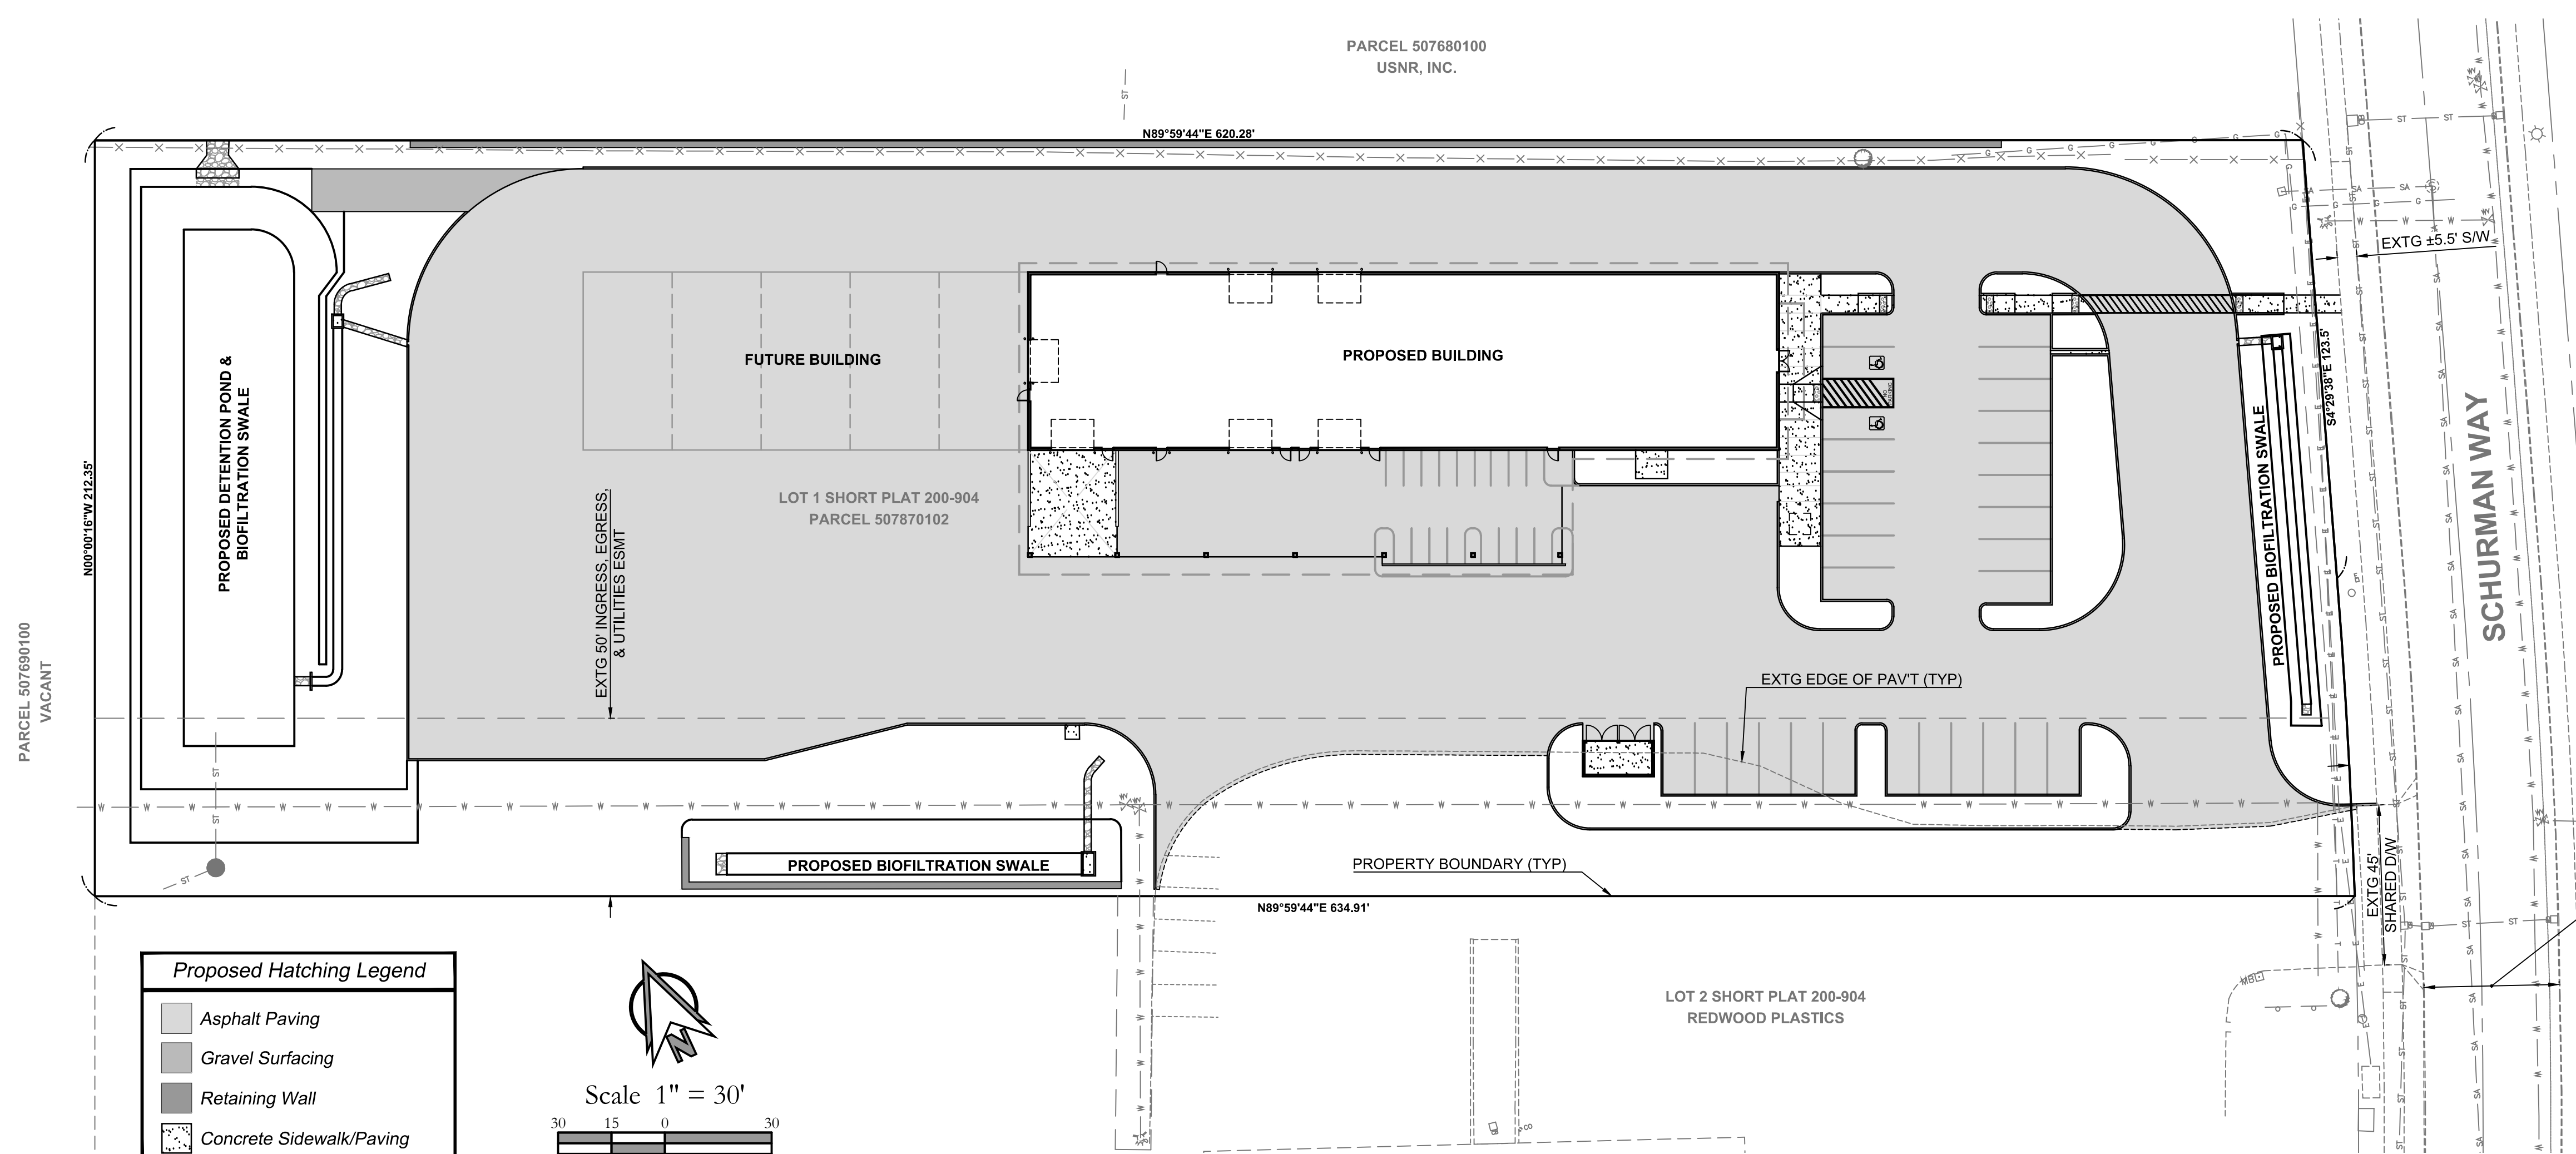 PARCEL 507680100
USNR, INC.
ST
N89°59'44"E 620.28'
EXTG ±5.5' S/W
FUTURE BUILDING
PROPOSED BUILDING
PROPOSED DETENTION POND &
BIOFILTRATION SWALE
N00°00'16"W 212.35'
LOT 1 SHORT PLAT 200-904
PARCEL 507870102
EXTG 50' INGRESS, EGRESS,
& UTILITIES ESMT
S4°29'38"E 123.5'
PROPOSED BIOFILTRATION SWALE
SCHURMAN WAY
PARCEL 507690100
VACANT
EXTG EDGE OF PAV'T (TYP)
PROPOSED BIOFILTRATION SWALE
PROPERTY BOUNDARY (TYP)
N89°59'44"E 634.91'
EXTG 45'
SHARED D/W
LOT 2 SHORT PLAT 200-904
REDWOOD PLASTICS
Proposed Hatching Legend
Asphalt Paving
Gravel Surfacing
Retaining Wall
Concrete Sidewalk/Paving
N
Scale 1" = 30'
30 15 0 30